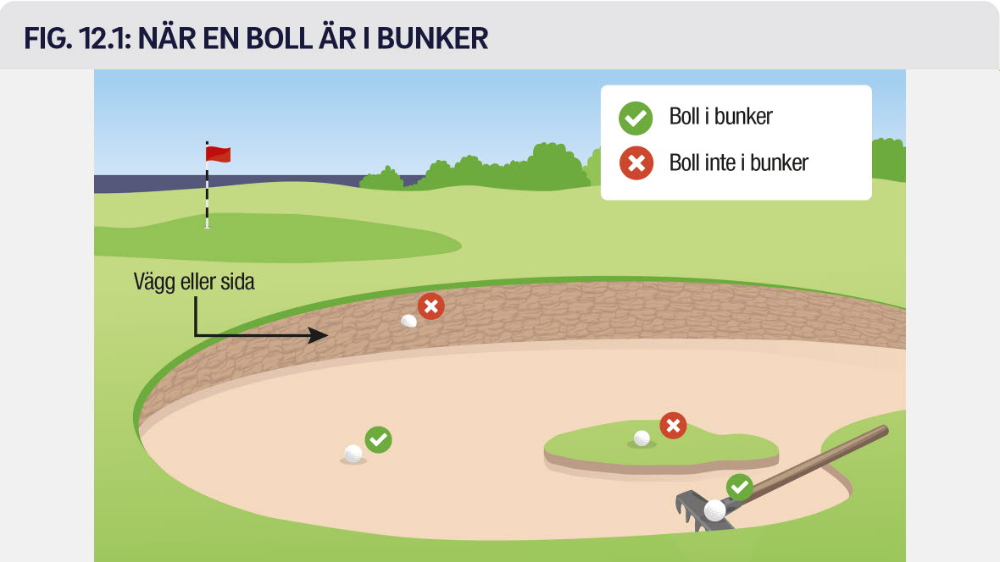 FIG. 12.1: NÄR EN BOLL ÄR I BUNKER
Boll i bunker
Boll inte i bunker
Vägg eller sida